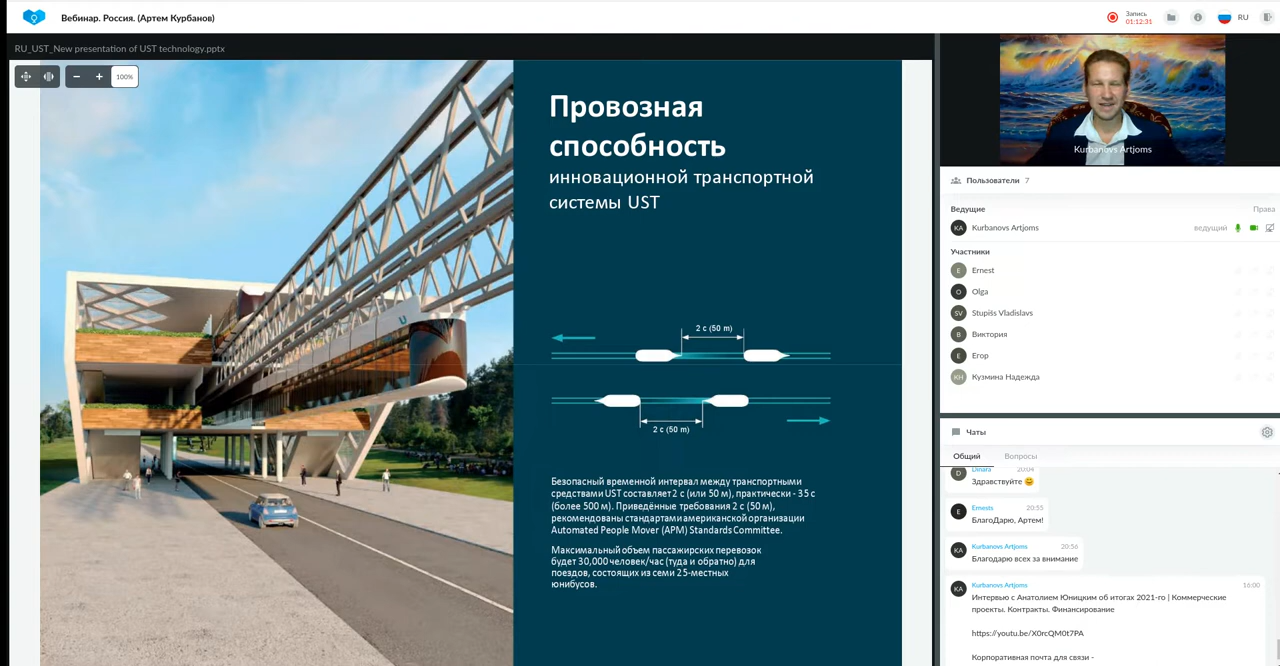 Вебинар. Россия. (Артем Курбанов)
Запись
01:12:31
RU
RU_UST_New presentation of UST technology.pptx
100%
Провозная
способность
инновационной транспортной
системы UST
2 с (50 m)
2 с (50 m)
Безопасный временной интервал между транспортными
средствами UST составляет 2 с (или 50 м), практически - 35 с
(более 500 м). Приведённые требования 2 с (50 м),
рекомендованы стандартами американской организации
Automated People Mover (APM) Standards Committee.
Максимальный объем пассажирских перевозок
будет 30,000 человек/час (туда и обратно) для
поездов, состоящих из семи 25-местных
юнибусов.
Kurbanovs Artjoms
Пользователи 7
Ведущие Права
KA Kurbanovs Artjoms ведущий
Участники
E Ernest
O Olga
SV Stupišs Vladislavs
В Виктория
Е Егор
КН Кузмина Надежда
Чаты
Общий Вопросы
D Dinara 20:04
Здравствуйте
E Ernests 20:55
БлагоДарю, Артем!
KA Kurbanovs Artjoms 20:56
Благодарю всех за внимание
KA Kurbanovs Artjoms 16:00
Интервью с Анатолием Юницким об итогах 2021-го | Коммерческие
проекты. Контракты. Финансирование
https://youtu.be/X0rcQM0t7PA
Корпоративная почта для связи -